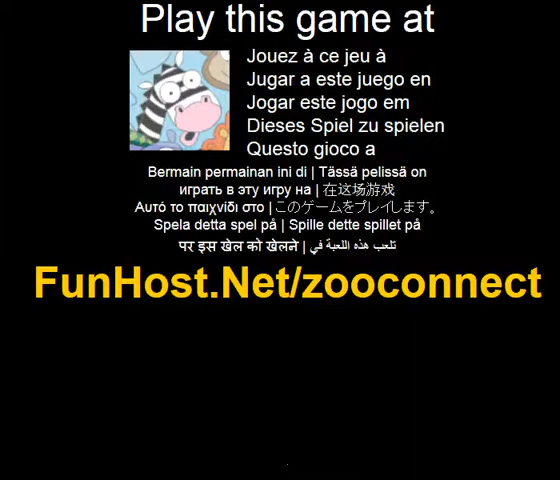 Play this game at
Jouez à ce jeu à
Jugar a este juego en
Jogar este jogo em
Dieses Spiel zu spielen
Questo gioco a
Bermain permainan ini di | Tässä pelissä on
играть в эту игру на | 在这场游戏
Αυτό το παιχνίδι στο | このゲームをプレイします。
Spela detta spel på | Spille dette spillet på
पर इस खेल को खेलने | تلعب هذه اللعبة في
FunHost.Net/zooconnect